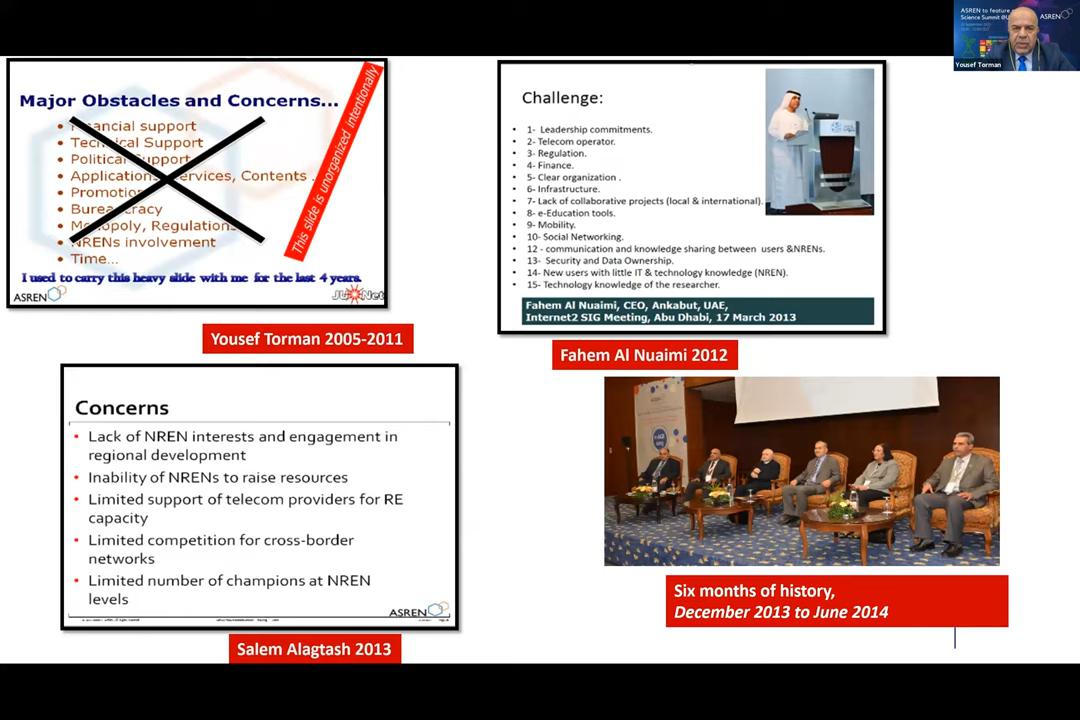 ASREN to feature
Science Summit @U
ASREN
Yousef Torman
Major Obstacles and Concerns...
• Financial support
• Technical Support
• Political Support
• Applications, Services, Contents .
• Promotion
• Bureaucracy
• Monopoly, Regulations
• NRENs involvement
• Time...
This slide is unorganized intentionally
I used to carry this heavy slide with me for the last 4 years.
ASREN
JUNet
Yousef Torman 2005-2011
Challenge:
• 1- Leadership commitments.
• 2- Telecom operator.
• 3- Regulation.
• 4- Finance.
• 5- Clear organization .
• 6- Infrastructure.
• 7- Lack of collaborative projects (local & international).
• 8- e-Education tools.
• 9- Mobility.
• 10- Social Networking.
• 12 - communication and knowledge sharing between users &NRENs.
• 13- Security and Data Ownership.
• 14- New users with little IT & technology knowledge (NREN).
• 15- Technology knowledge of the researcher.
Fahem Al Nuaimi, CEO, Ankabut, UAE,
Internet2 SIG Meeting, Abu Dhabi, 17 March 2013
Fahem Al Nuaimi 2012
Concerns
• Lack of NREN interests and engagement in
regional development
• Inability of NRENs to raise resources
• Limited support of telecom providers for RE
capacity
• Limited competition for cross-border
networks
• Limited number of champions at NREN
levels
ASREN
Salem Alagtash 2013
Six months of history,
December 2013 to June 2014